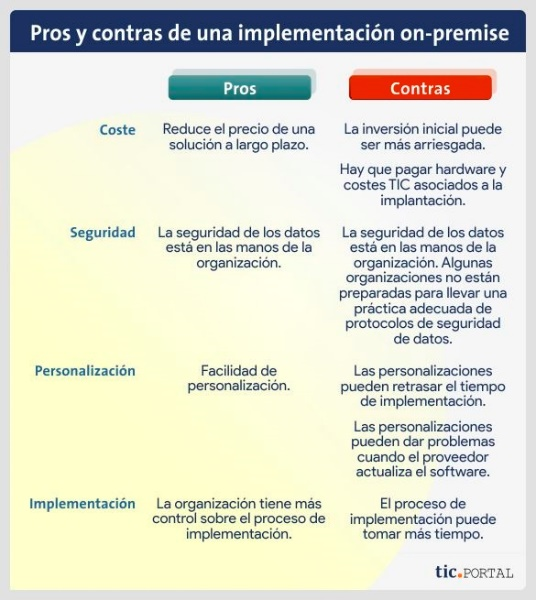 Pros y contras de una implementación on-premise
Pros
Contras
Coste
Reduce el precio de una
solución a largo plazo.
La inversión inicial puede
ser más arriesgada.
Hay que pagar hardware y
costes TIC asociados a la
implantación.
Seguridad
La seguridad de los datos
está en las manos de la
organización.
La seguridad de los datos
está en las manos de la
organización. Algunas
organizaciones no están
preparadas para llevar una
práctica adecuada de
protocolos de seguridad
de datos.
Personalización
Facilidad de
personalización.
Las personalizaciones
pueden retrasar el tiempo
de implementación.
Las personalizaciones
pueden dar problemas
cuando el proveedor
actualiza el software.
Implementación
La organización tiene más
control sobre el proceso de
implementación.
El proceso de
implementación puede
tomar más tiempo.
tic.PORTAL